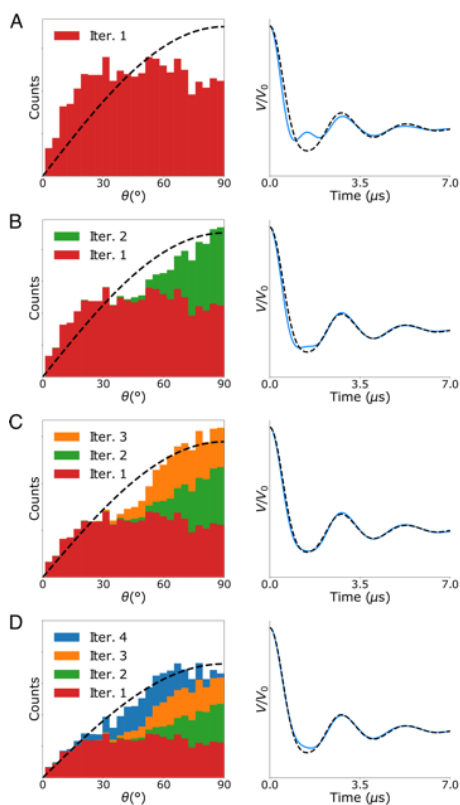 A
Iter. 1
Counts
0 30 60 90
θ(°)
V/V0
0.0 3.5 7.0
Time (μs)
B
Iter. 2
Iter. 1
Counts
0 30 60 90
θ(°)
V/V0
0.0 3.5 7.0
Time (μs)
C
Iter. 3
Iter. 2
Iter. 1
Counts
0 30 60 90
θ(°)
V/V0
0.0 3.5 7.0
Time (μs)
D
Iter. 4
Iter. 3
Iter. 2
Iter. 1
Counts
0 30 60 90
θ(°)
V/V0
0.0 3.5 7.0
Time (μs)